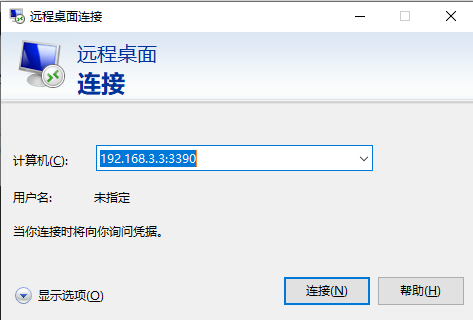 远程桌面连接
远程桌面
连接
计算机(C): 192.168.3.3:3390
用户名: 未指定
当你连接时将向你询问凭据。
显示选项(O) 连接(N) 帮助(H)